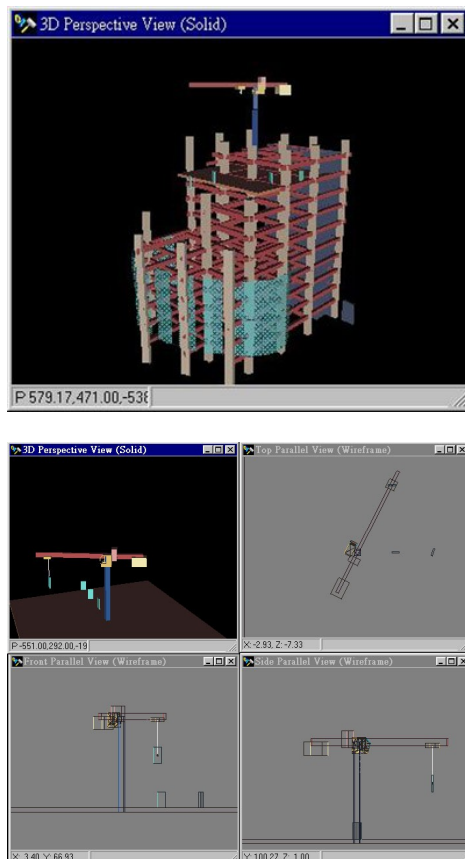 3D Perspective View (Solid)
P: 579.17,471.00,-538
3D Perspective View (Solid)
Top Parallel View (Wireframe)
P:-551.00,292.00,-19
X:-2.93, Z:-7.33
Front Parallel View (Wireframe)
Side Parallel View (Wireframe)
X: 3.40, Y: 66.93
Y: 100.27, Z: 1.00